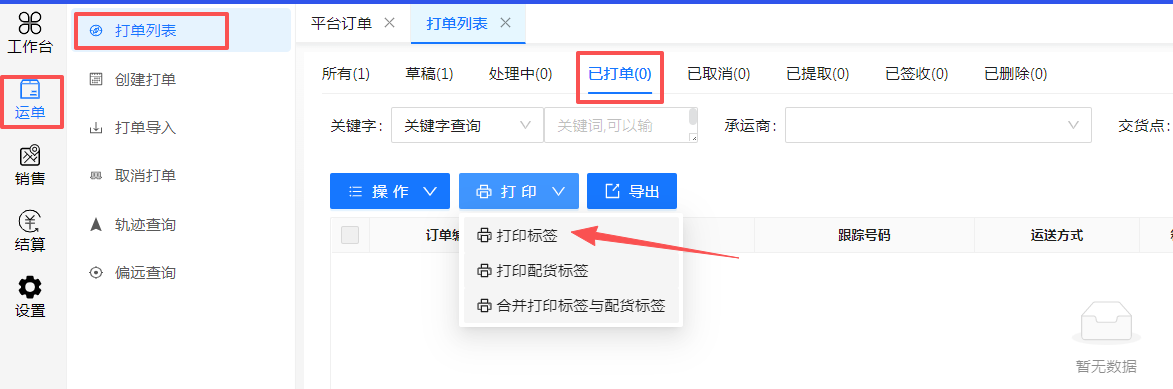 工作台
运单
销售
结算
设置
打单列表
创建打单
打单导入
取消打单
轨迹查询
偏远查询
平台订单 打单列表
所有(1) 草稿(1) 处理中(0) 已打单(0) 已取消(0) 已提取(0) 已签收(0) 已删除(0)
关键字: 关键字查询 关键词,可以输 承运商: 交货点:
操作 打印 导出
订单编 跟踪号码 运送方式
打印标签
打印配货标签
合并打印标签与配货标签
暂无数据